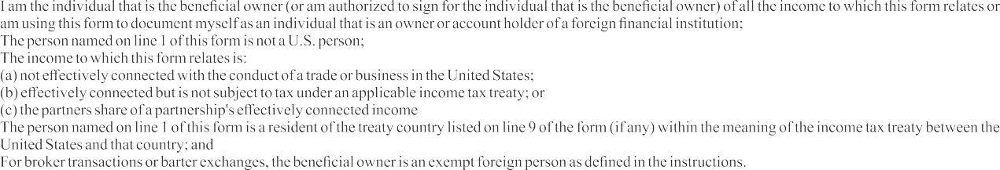 I am the individual that is the beneficial owner (or am authorized to sign for the individual that is the beneficial owner) of all the income to which this form relates or
am using this form to document myself as an individual that is an owner or account holder of a foreign financial institution;
The person named on line 1 of this form is not a U.S. person;
The income to which this form relates is:
(a) not effectively connected with the conduct of a trade or business in the United States;
(b) effectively connected but is not subject to tax under an applicable income tax treaty; or
(c) the partners share of a partnership's effectively connected income
The person named on line 1 of this form is a resident of the treaty country listed on line 9 of the form (if any) within the meaning of the income tax treaty between the
United States and that country; and
For broker transactions or barter exchanges, the beneficial owner is an exempt foreign person as defined in the instructions.